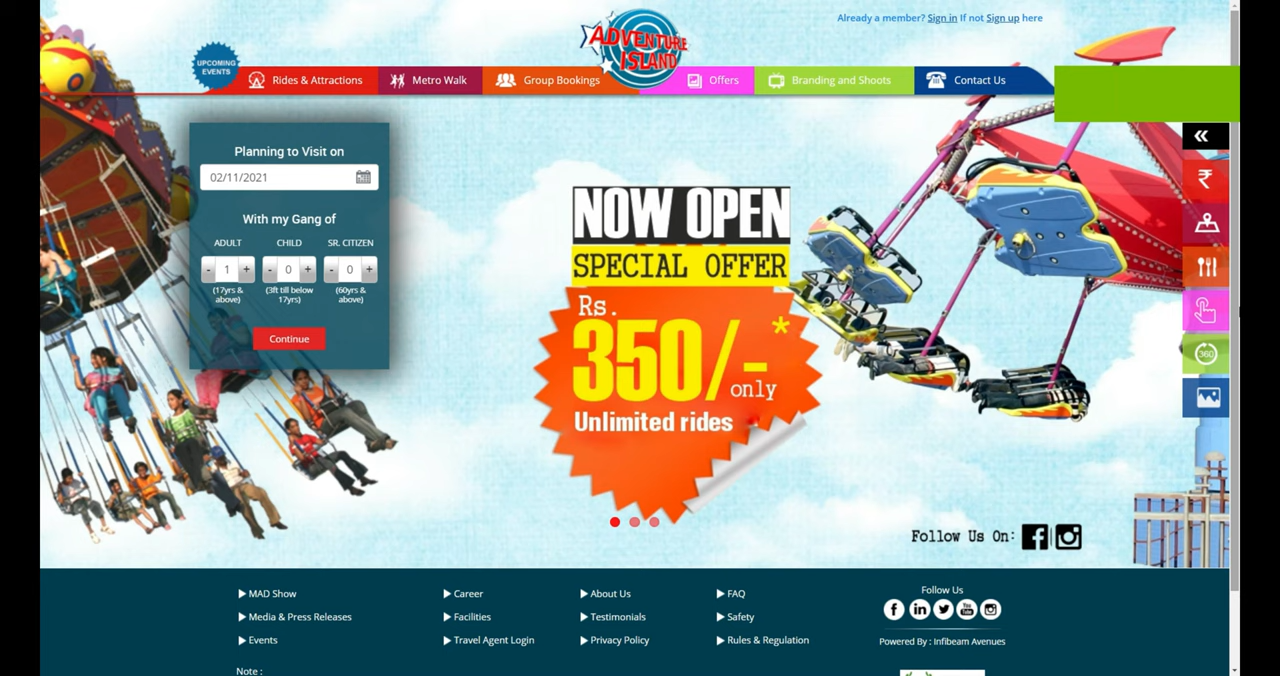 Already a member? Sign in If not Sign up here
ADVENTURE
ISLAND
UPCOMING
EVENTS
Rides & Attractions
Metro Walk
Group Bookings
Offers
Branding and Shoots
Contact Us
Planning to Visit on
02/11/2021
With my Gang of
ADULT CHILD SR. CITIZEN
- 1 + - 0 + - 0 +
(17yrs & above)
(3ft till below 17yrs)
(60yrs & above)
Continue
NOW OPEN
SPECIAL OFFER
Rs.
350/-*
only
Unlimited rides
«
₹
360
Follow Us On:
MAD Show
Media & Press Releases
Events
Career
Facilities
Travel Agent Login
About Us
Testimonials
Privacy Policy
FAQ
Safety
Rules & Regulation
Follow Us
Powered By : Infibeam Avenues
Note :